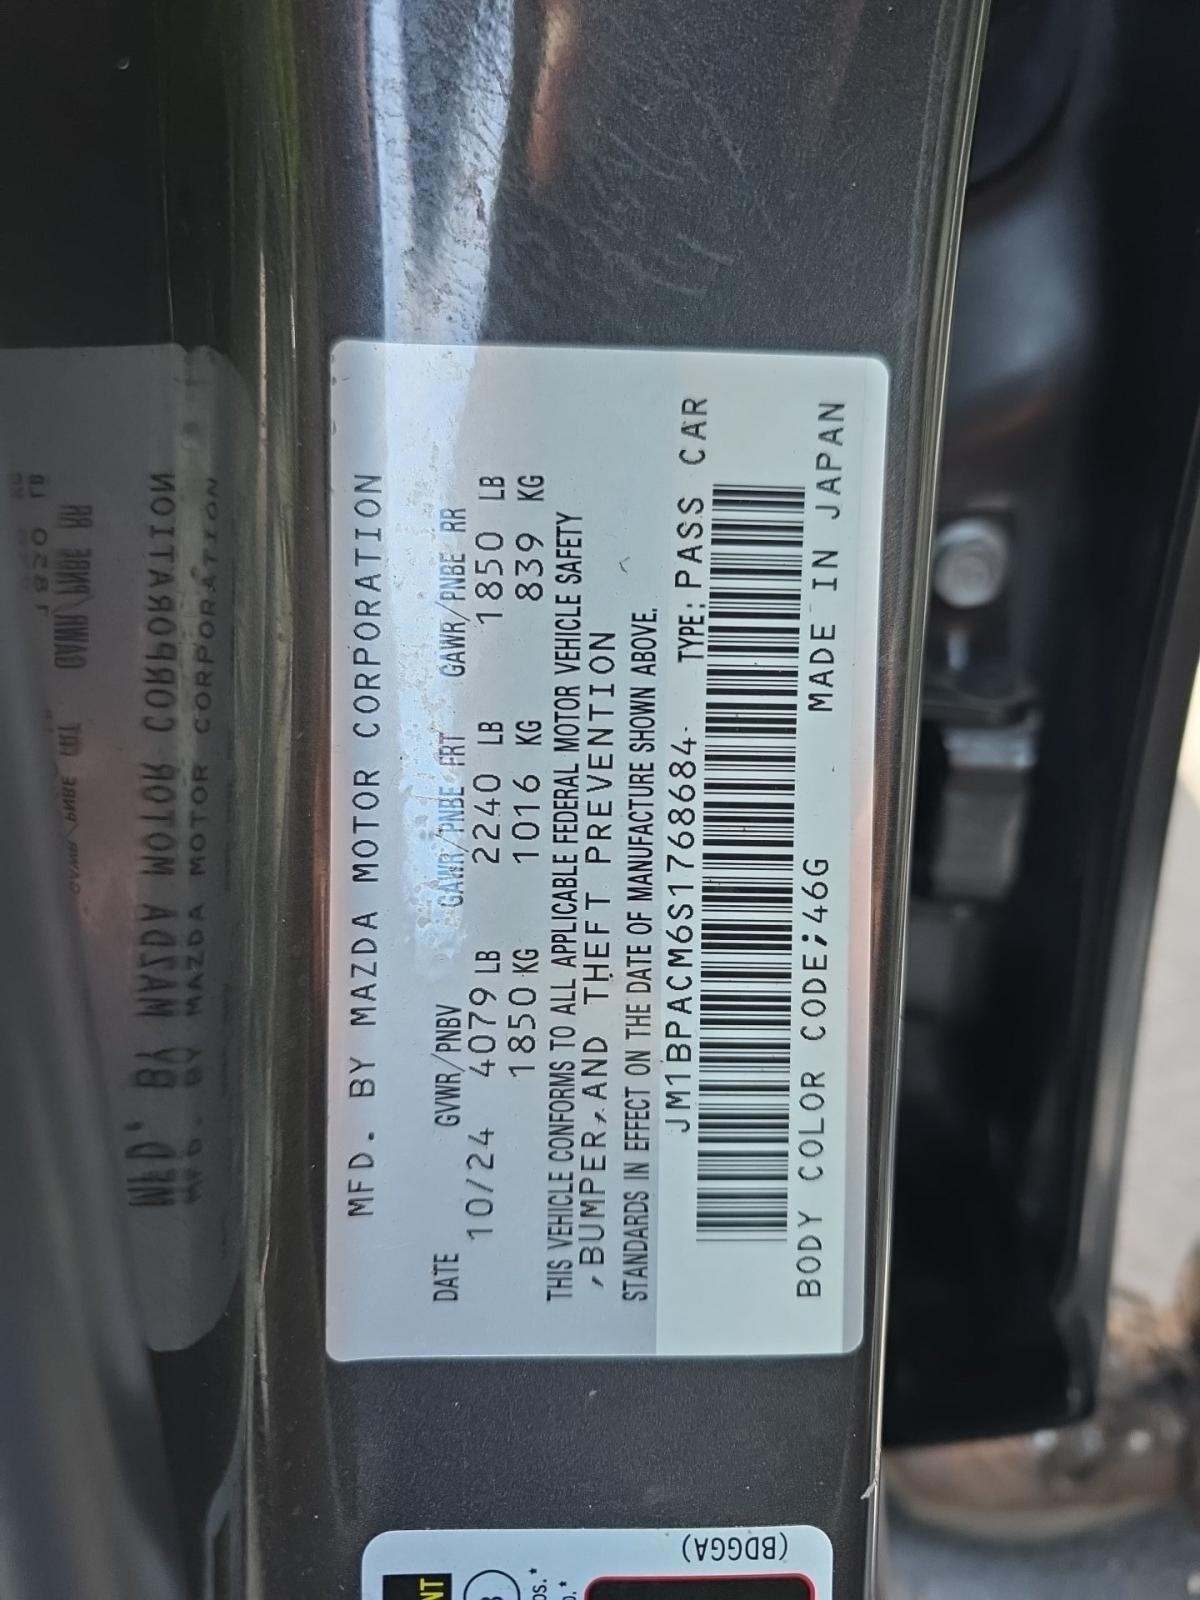 MFD. BY MAZDA MOTOR CORPORATION
DATE GVWR/PNBV GAWR/PNBE FRT GAWR/PNBE RR
10/24 4079 LB 2240 LB 1850 LB
1850 KG 1016 KG 839 KG
THIS VEHICLE CONFORMS TO ALL APPLICABLE FEDERAL MOTOR VEHICLE SAFETY
, BUMPER, AND THEFT PREVENTION
STANDARDS IN EFFECT ON THE DATE OF MANUFACTURE SHOWN ABOVE.
JM1BPACM6S1768684 TYPE: PASS CAR
BODY COLOR CODE;46G MADE IN JAPAN
(BDGGA)